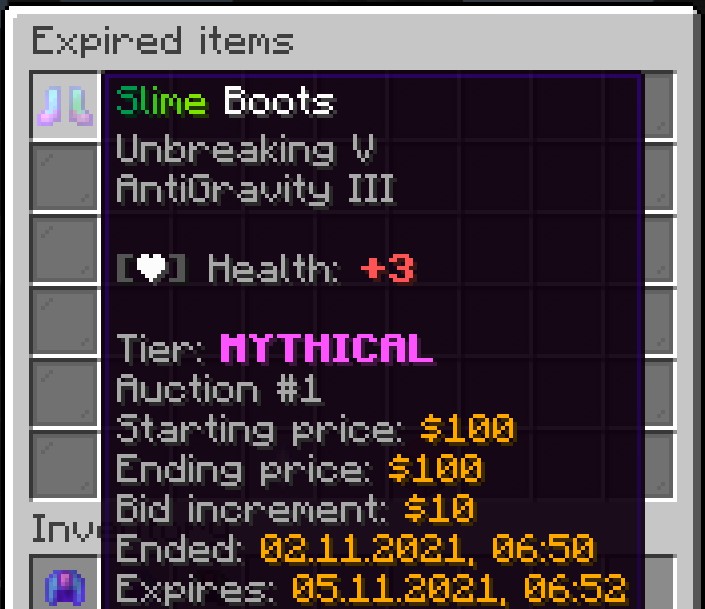 Expired items
Slime Boots
Unbreaking V
AntiGravity III
[♥] Health: +3
Tier: MYTHICAL
Auction #1
Starting price: $100
Ending price: $100
Bid increment: $10
Ended: 02.11.2021, 06:50
Expires: 05.11.2021, 06:52